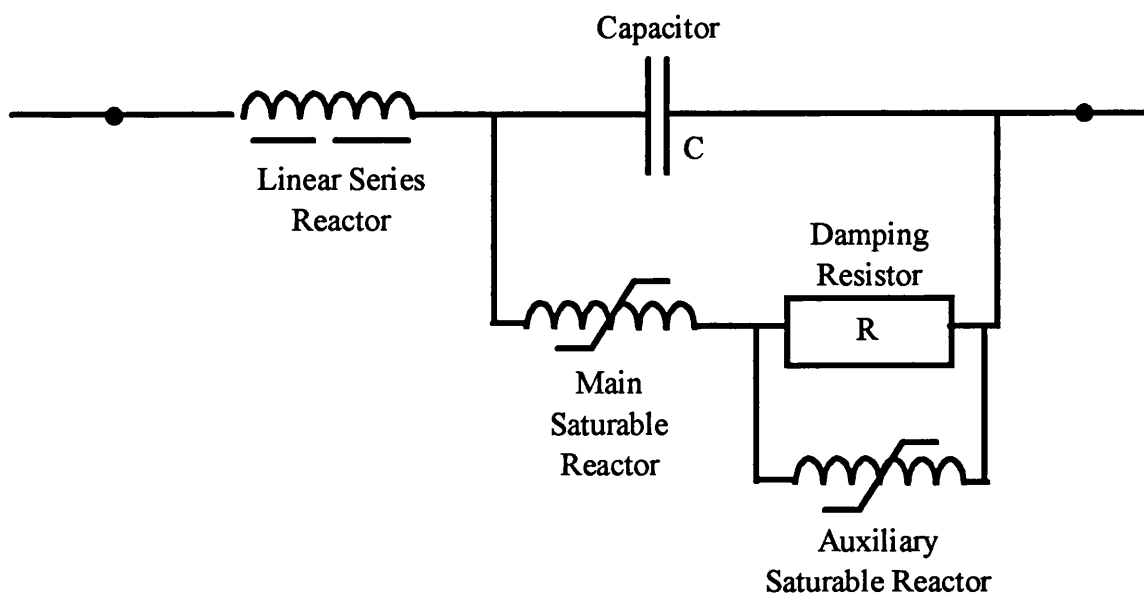 Capacitor
C
Linear Series
Reactor
Damping
Resistor
R
Main
Saturable
Reactor
Auxiliary
Saturable Reactor